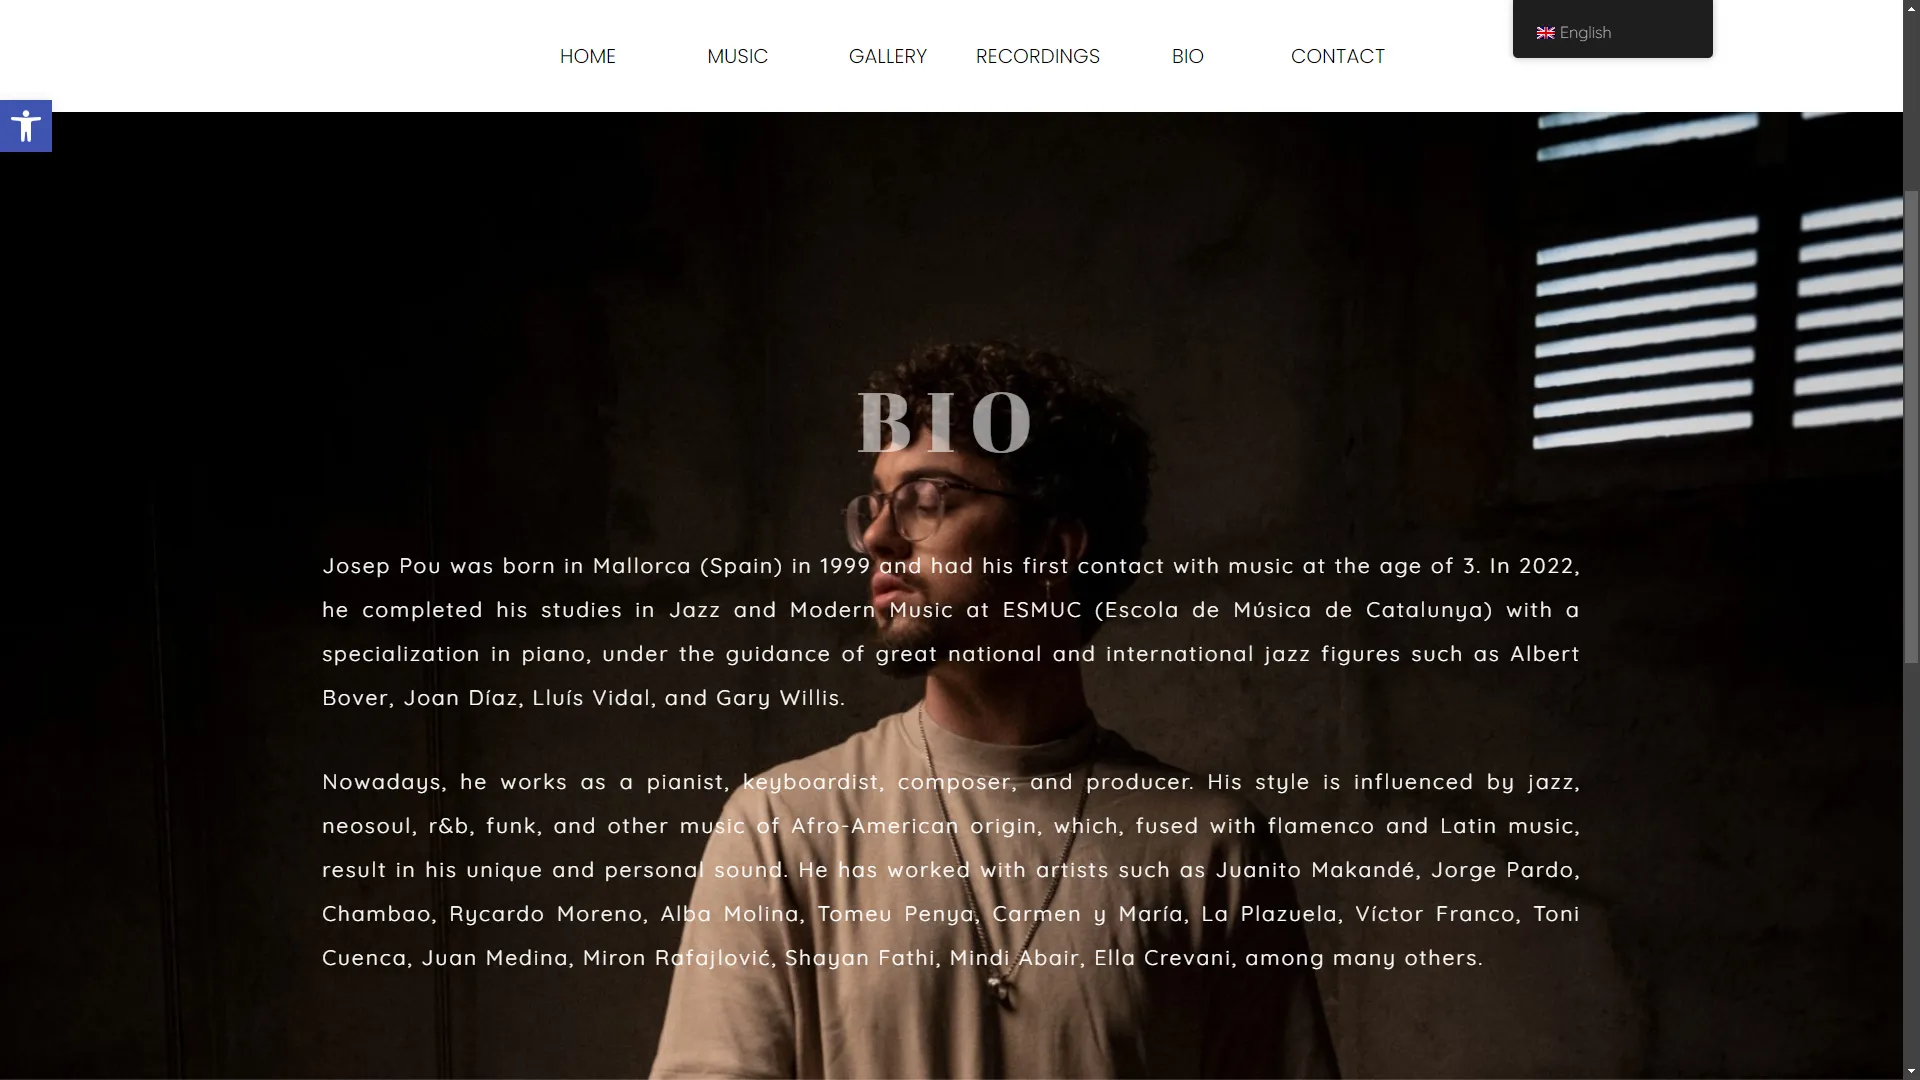 HOME MUSIC GALLERY RECORDINGS BIO CONTACT
English
BIO
Josep Pou was born in Mallorca (Spain) in 1999 and had his first contact with music at the age of 3. In 2022,
he completed his studies in Jazz and Modern Music at ESMUC (Escola de Música de Catalunya) with a
specialization in piano, under the guidance of great national and international jazz figures such as Albert
Bover, Joan Díaz, Lluís Vidal, and Gary Willis.
Nowadays, he works as a pianist, keyboardist, composer, and producer. His style is influenced by jazz,
neosoul, r&b, funk, and other music of Afro-American origin, which, fused with flamenco and Latin music,
result in his unique and personal sound. He has worked with artists such as Juanito Makandé, Jorge Pardo,
Chambao, Rycardo Moreno, Alba Molina, Tomeu Penya, Carmen y María, La Plazuela, Víctor Franco, Toni
Cuenca, Juan Medina, Miron Rafajlović, Shayan Fathi, Mindi Abair, Ella Crevani, among many others.